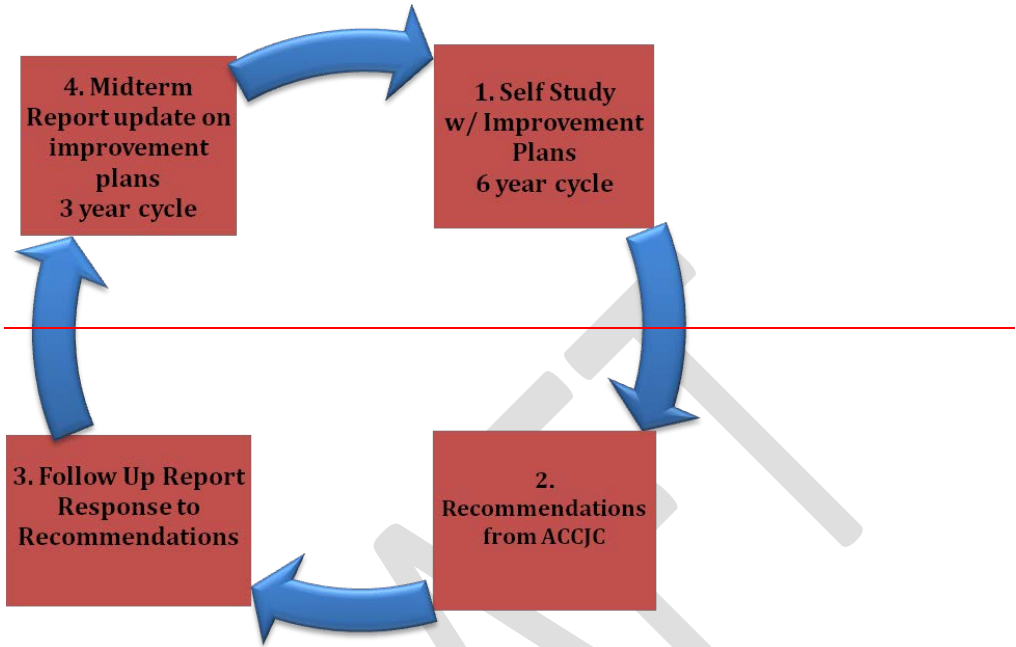 4. Midterm
Report update on
improvement
plans
3 year cycle
1. Self Study
w/ Improvement
Plans
6 year cycle
3. Follow Up Report
Response to
Recommendations
2.
Recommendations
from ACCJC